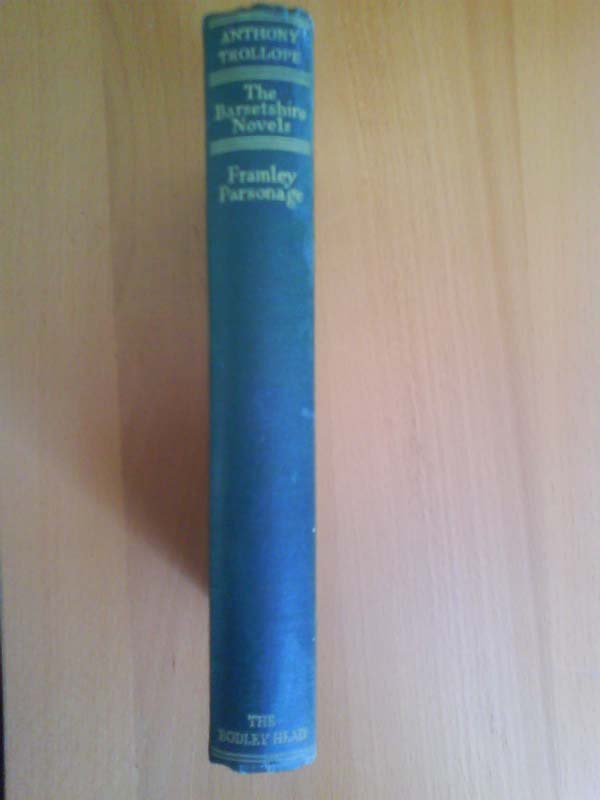 ANTHONY
TROLLOPE
The
Barsetshire
Novels
Framley
Parsonage
THE
BODLEY HEAD